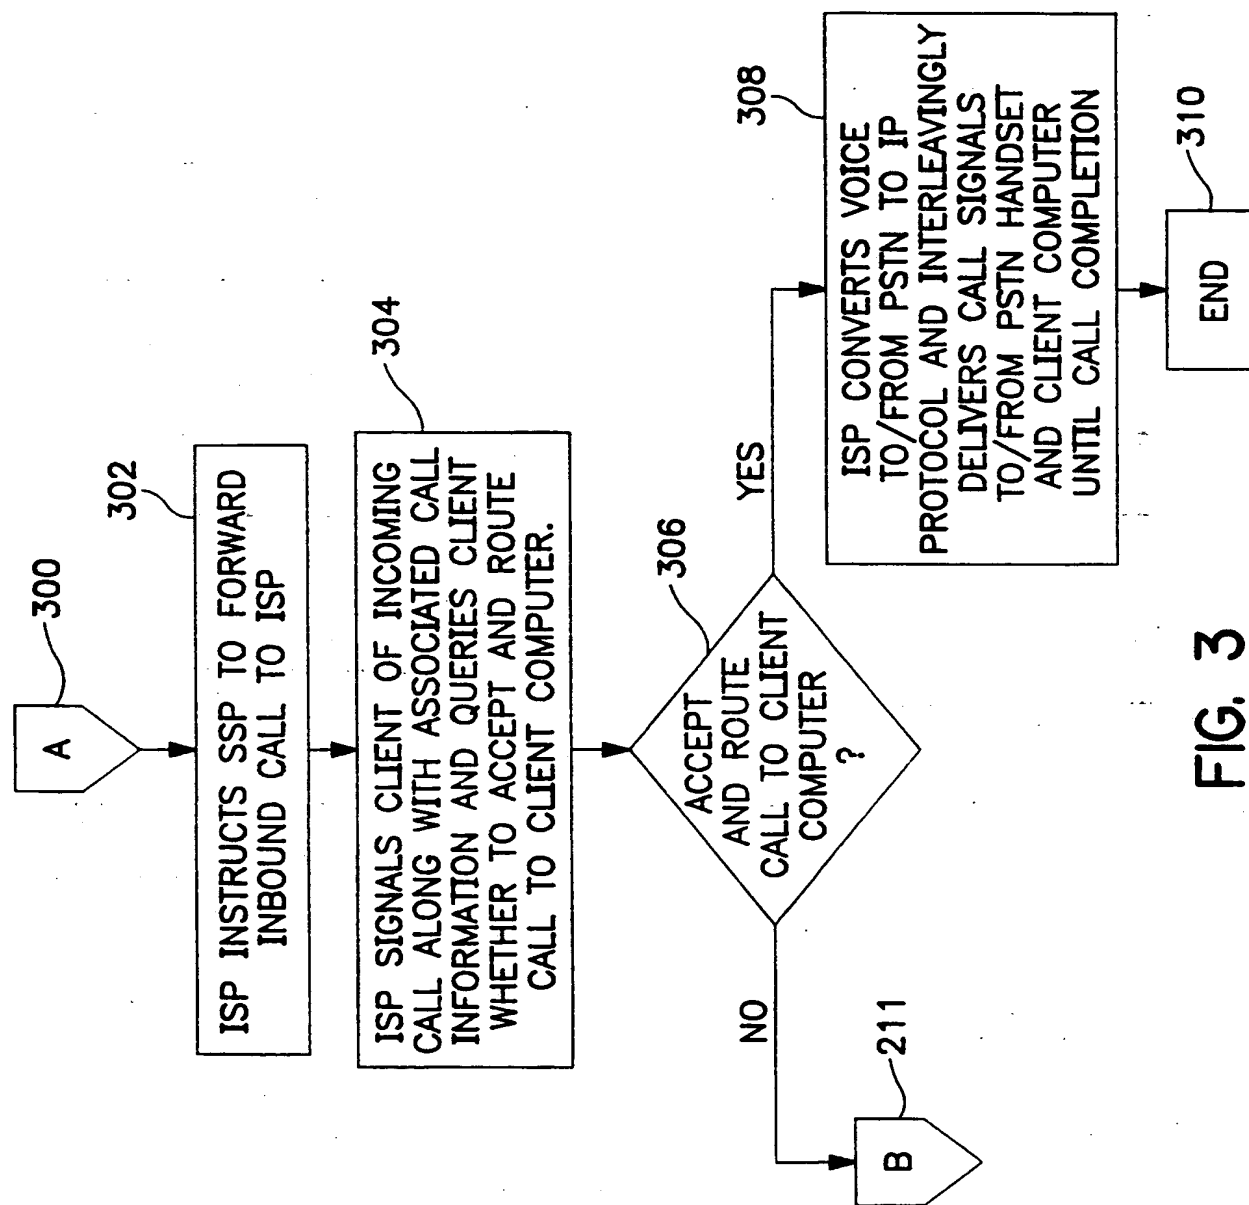 A
300
ISP INSTRUCTS SSP TO FORWARD
INBOUND CALL TO ISP
302
ISP SIGNALS CLIENT OF INCOMING
CALL ALONG WITH ASSOCIATED CALL
INFORMATION AND QUERIES CLIENT
WHETHER TO ACCEPT AND ROUTE
CALL TO CLIENT COMPUTER.
304
ACCEPT
AND ROUTE
CALL TO CLIENT
COMPUTER
?
306
NO
YES
B
211
ISP CONVERTS VOICE
TO/FROM PSTN TO IP
PROTOCOL AND INTERLEAVINGLY
DELIVERS CALL SIGNALS
TO/FROM PSTN HANDSET
AND CLIENT COMPUTER
UNTIL CALL COMPLETION
308
END
310
FIG. 3